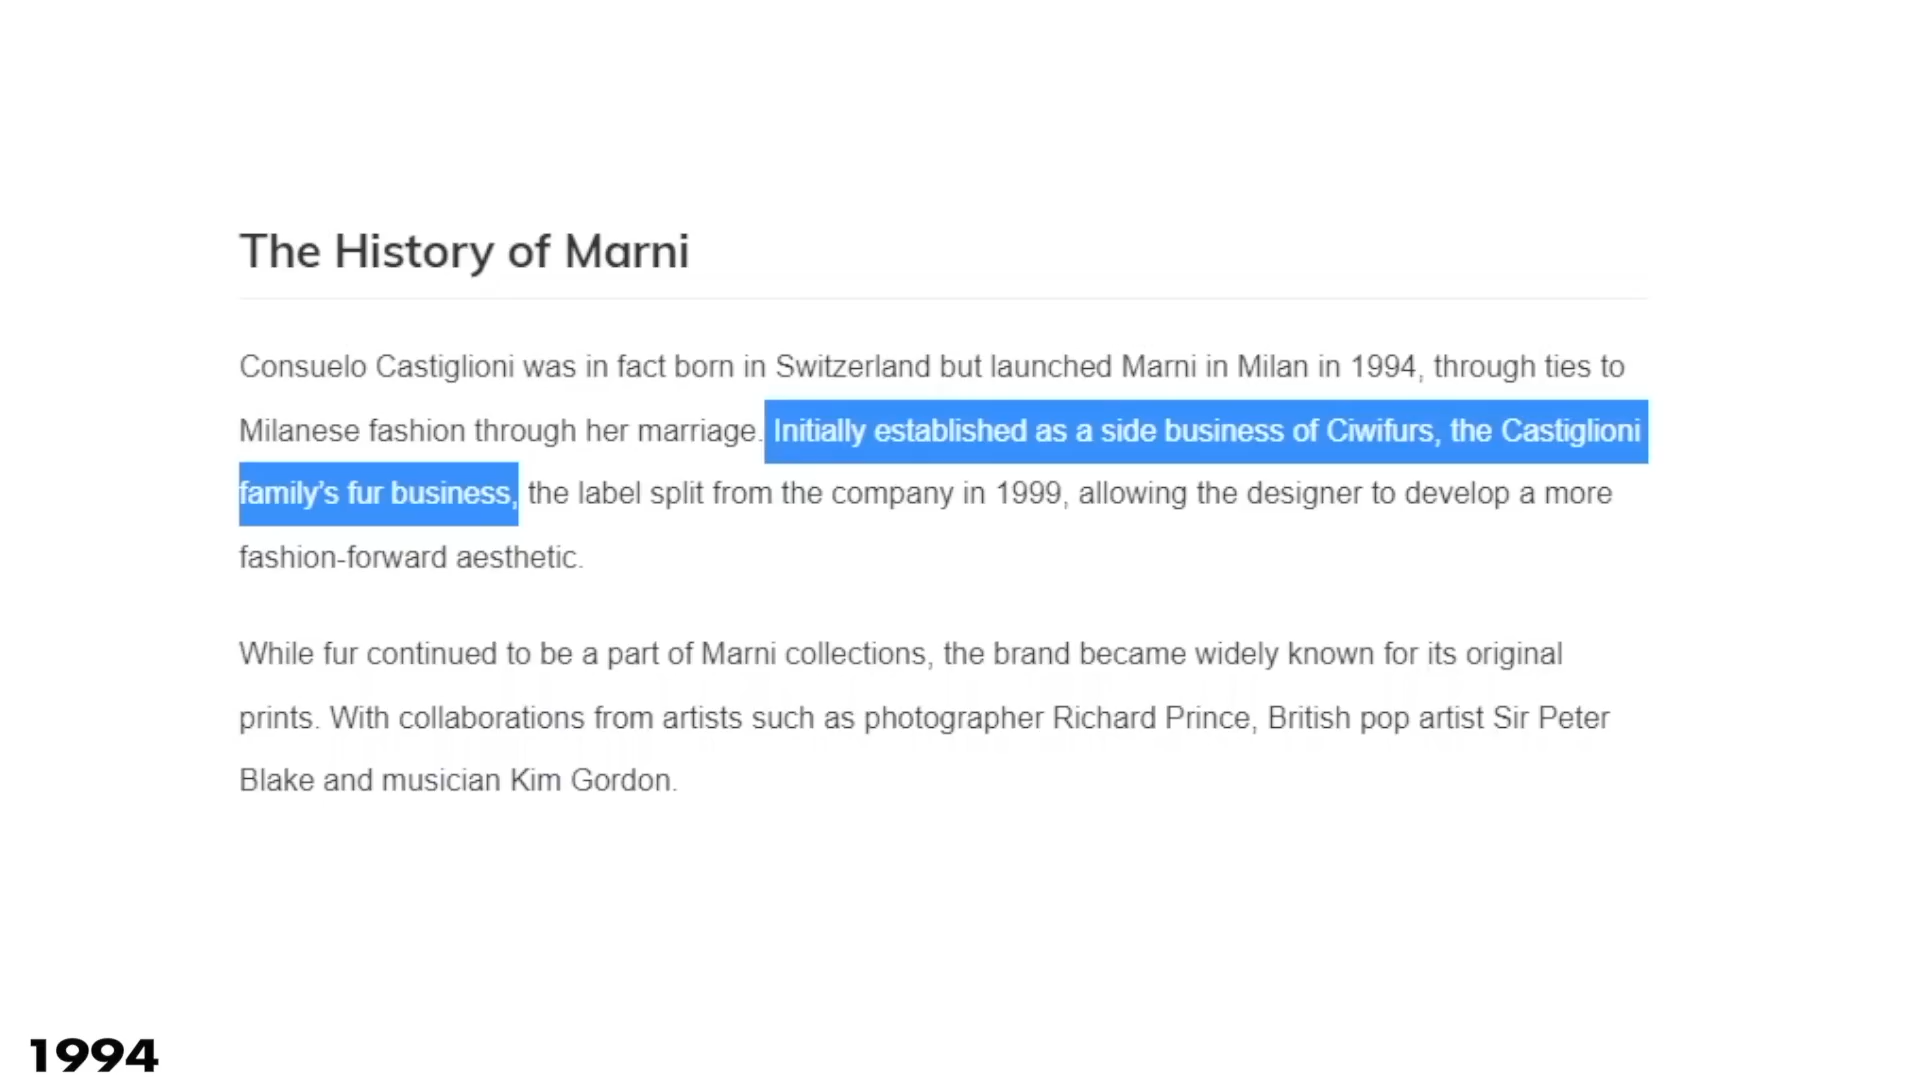 The History of Marni
Consuelo Castiglioni was in fact born in Switzerland but launched Marni in Milan in 1994, through ties to
Milanese fashion through her marriage. Initially established as a side business of Ciwifurs, the Castiglioni
family's fur business, the label split from the company in 1999, allowing the designer to develop a more
fashion-forward aesthetic.
While fur continued to be a part of Marni collections, the brand became widely known for its original
prints. With collaborations from artists such as photographer Richard Prince, British pop artist Sir Peter
Blake and musician Kim Gordon.
1994